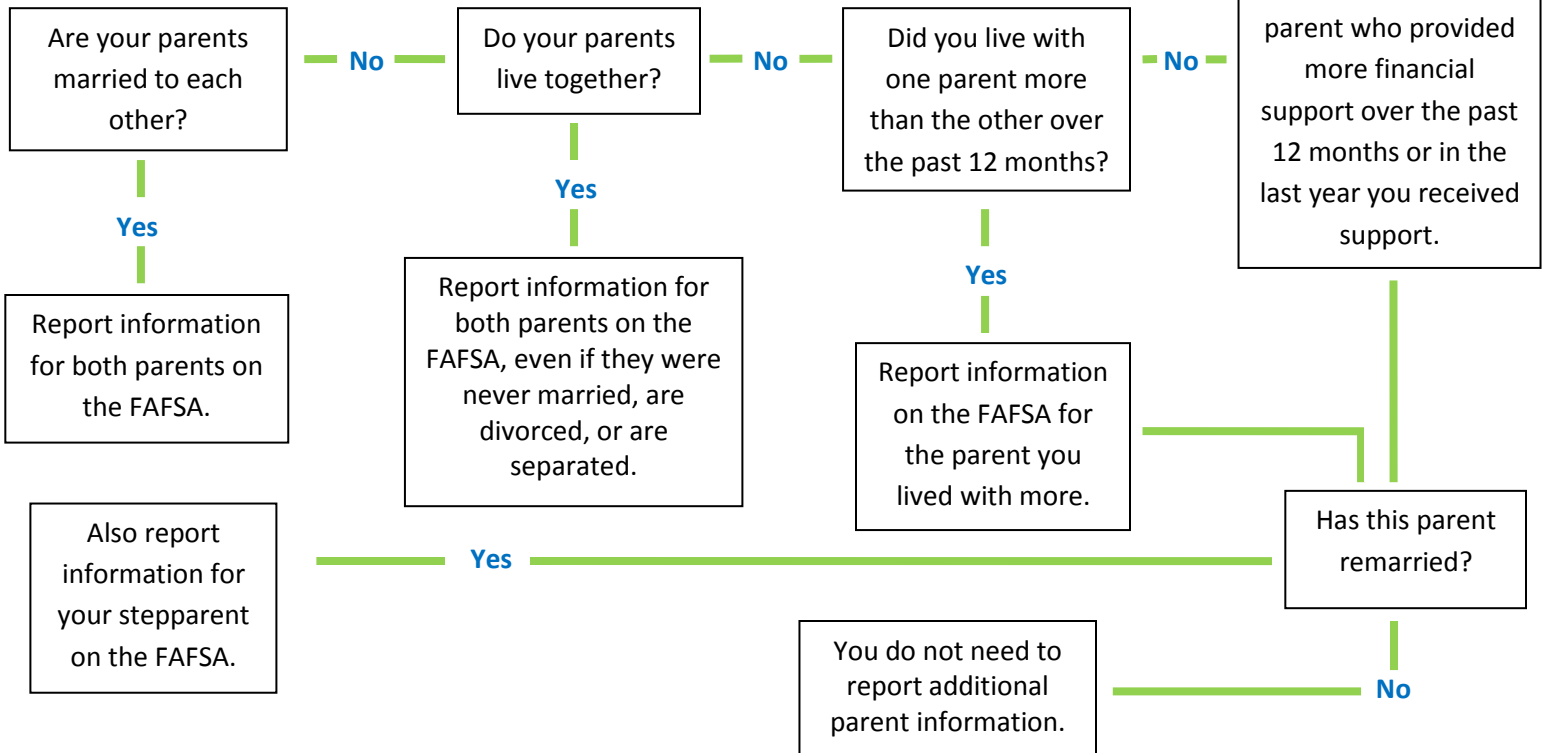 Are your parents
married to each
other?
No
Do your parents
live together?
No
Did you live with
one parent more
than the other over
the past 12 months?
No
parent who provided
more financial
support over the past
12 months or in the
last year you received
support.
Yes
Report information
for both parents on
the FAFSA.
Yes
Report information for
both parents on the
FAFSA, even if they were
never married, are
divorced, or are
separated.
Yes
Report information
on the FAFSA for
the parent you
lived with more.
Has this parent
remarried?
Yes
Also report
information for
your stepparent
on the FAFSA.
No
You do not need to
report additional
parent information.